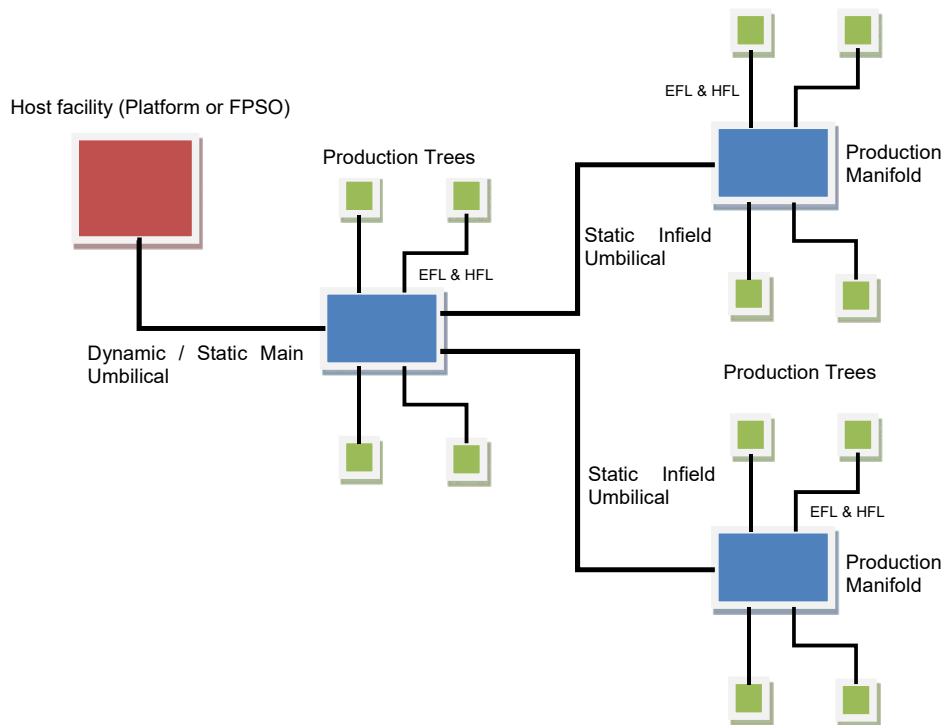 Host facility (Platform or FPSO)
Production Trees
EFL & HFL
Production
Manifold
Static Infield
Umbilical
EFL & HFL
Dynamic / Static Main
Umbilical
Production Trees
Static Infield
Umbilical
EFL & HFL
Production
Manifold